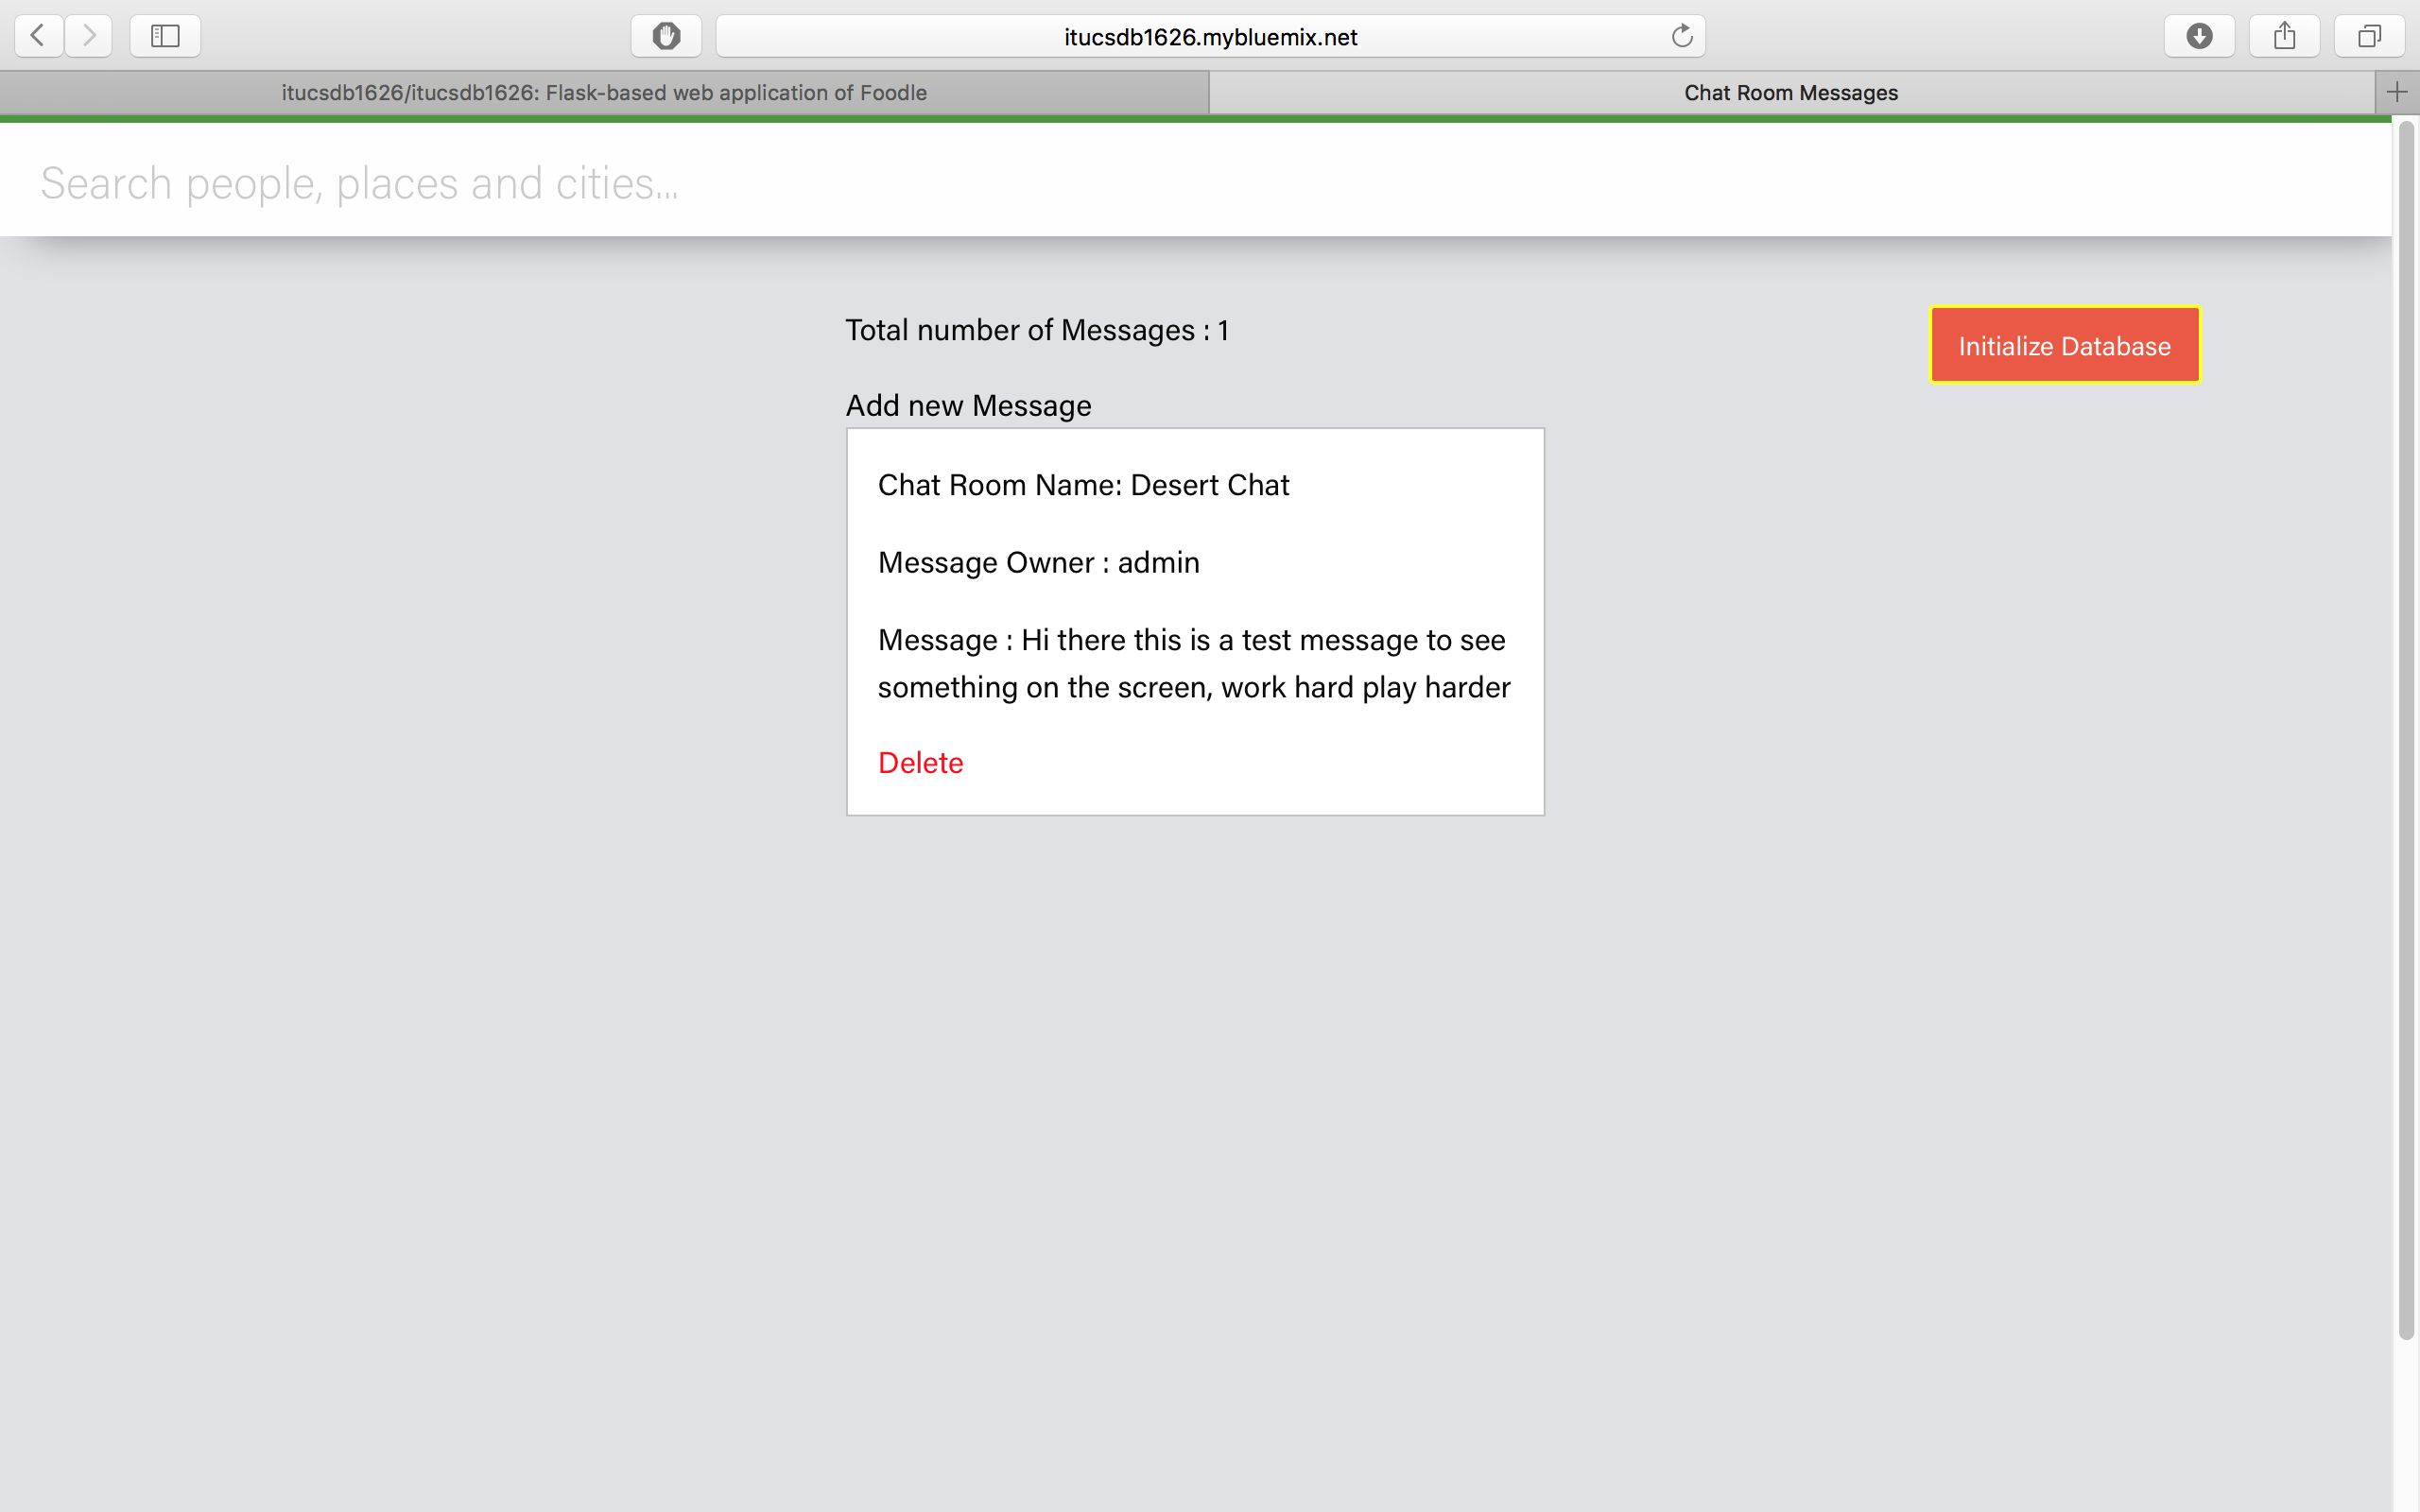 itucsdb1626.mybluemix.net
itucsdb1626/itucsdb1626: Flask-based web application of Foodle
Chat Room Messages
Search people, places and cities...
Total number of Messages : 1
Initialize Database
Add new Message
Chat Room Name: Desert Chat
Message Owner : admin
Message : Hi there this is a test message to see
something on the screen, work hard play harder
Delete